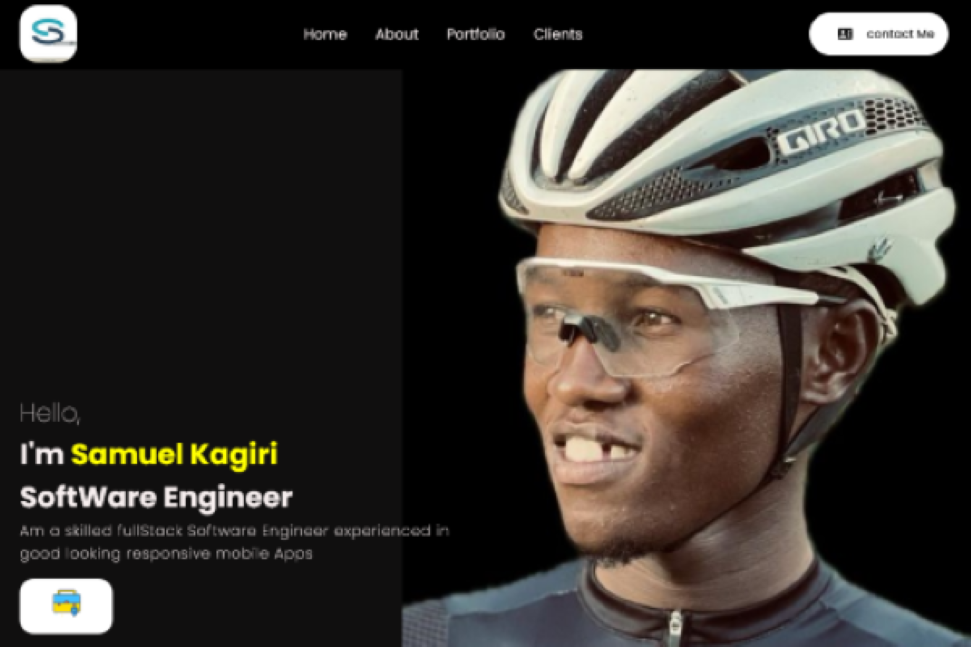 Home About Portfolio Clients contact Me
GIRO
Hello,
I'm Samuel Kagiri
SoftWare Engineer
Am a skilled fullStack Software Engineer experienced in
good looking responsive mobile Apps